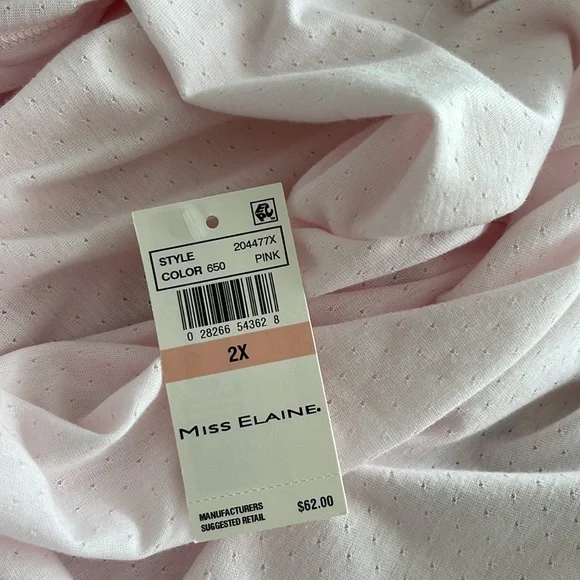 STYLE 204477X
COLOR 650 PINK
0 28266 54362 8
2X
MISS ELAINE.
MANUFACTURERS
SUGGESTED RETAIL $62.00